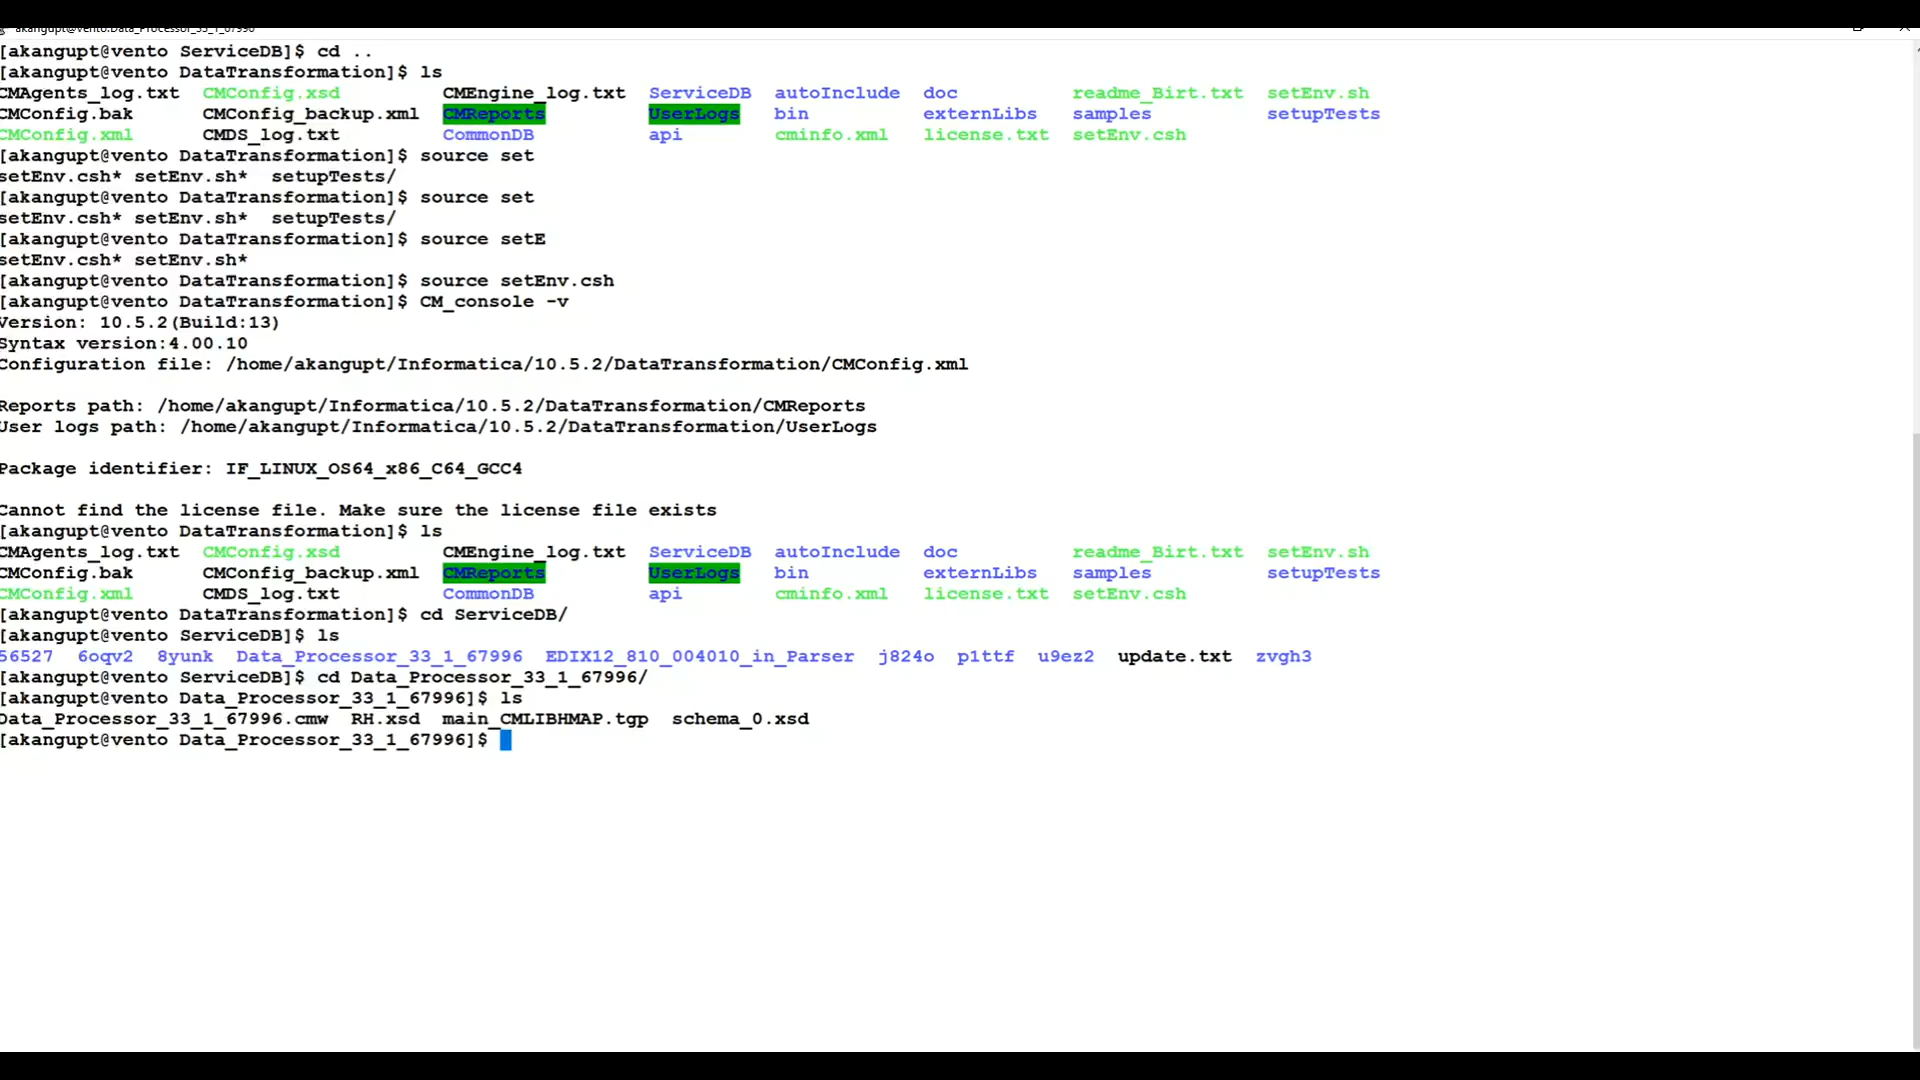 akangupt@vento:Data_Processor_33_1_67996
[akangupt@vento ServiceDB]$ cd ..
[akangupt@vento DataTransformation]$ ls
CMAgents_log.txt CMConfig.xsd CMEngine_log.txt ServiceDB autoInclude doc readme_Birt.txt setEnv.sh
CMConfig.bak CMConfig_backup.xml CMReports UserLogs bin externLibs samples setupTests
CMConfig.xml CMDS_log.txt CommonDB api cminfo.xml license.txt setEnv.csh
[akangupt@vento DataTransformation]$ source set
setEnv.csh* setEnv.sh* setupTests/
[akangupt@vento DataTransformation]$ source set
setEnv.csh* setEnv.sh* setupTests/
[akangupt@vento DataTransformation]$ source setE
setEnv.csh* setEnv.sh*
[akangupt@vento DataTransformation]$ source setEnv.csh
[akangupt@vento DataTransformation]$ CM_console -v
Version: 10.5.2(Build:13)
Syntax version:4.00.10
Configuration file: /home/akangupt/Informatica/10.5.2/DataTransformation/CMConfig.xml
Reports path: /home/akangupt/Informatica/10.5.2/DataTransformation/CMReports
User logs path: /home/akangupt/Informatica/10.5.2/DataTransformation/UserLogs
Package identifier: IF_LINUX_OS64_x86_C64_GCC4
Cannot find the license file. Make sure the license file exists
[akangupt@vento DataTransformation]$ ls
CMAgents_log.txt CMConfig.xsd CMEngine_log.txt ServiceDB autoInclude doc readme_Birt.txt setEnv.sh
CMConfig.bak CMConfig_backup.xml CMReports UserLogs bin externLibs samples setupTests
CMConfig.xml CMDS_log.txt CommonDB api cminfo.xml license.txt setEnv.csh
[akangupt@vento DataTransformation]$ cd ServiceDB/
[akangupt@vento ServiceDB]$ ls
56527 6oqv2 8yunk Data_Processor_33_1_67996 EDIX12_810_004010_in_Parser j824o p1ttf u9ez2 update.txt zvgh3
[akangupt@vento ServiceDB]$ cd Data_Processor_33_1_67996/
[akangupt@vento Data_Processor_33_1_67996]$ ls
Data_Processor_33_1_67996.cmw RH.xsd main_CMLIBHMAP.tgp schema_0.xsd
[akangupt@vento Data_Processor_33_1_67996]$